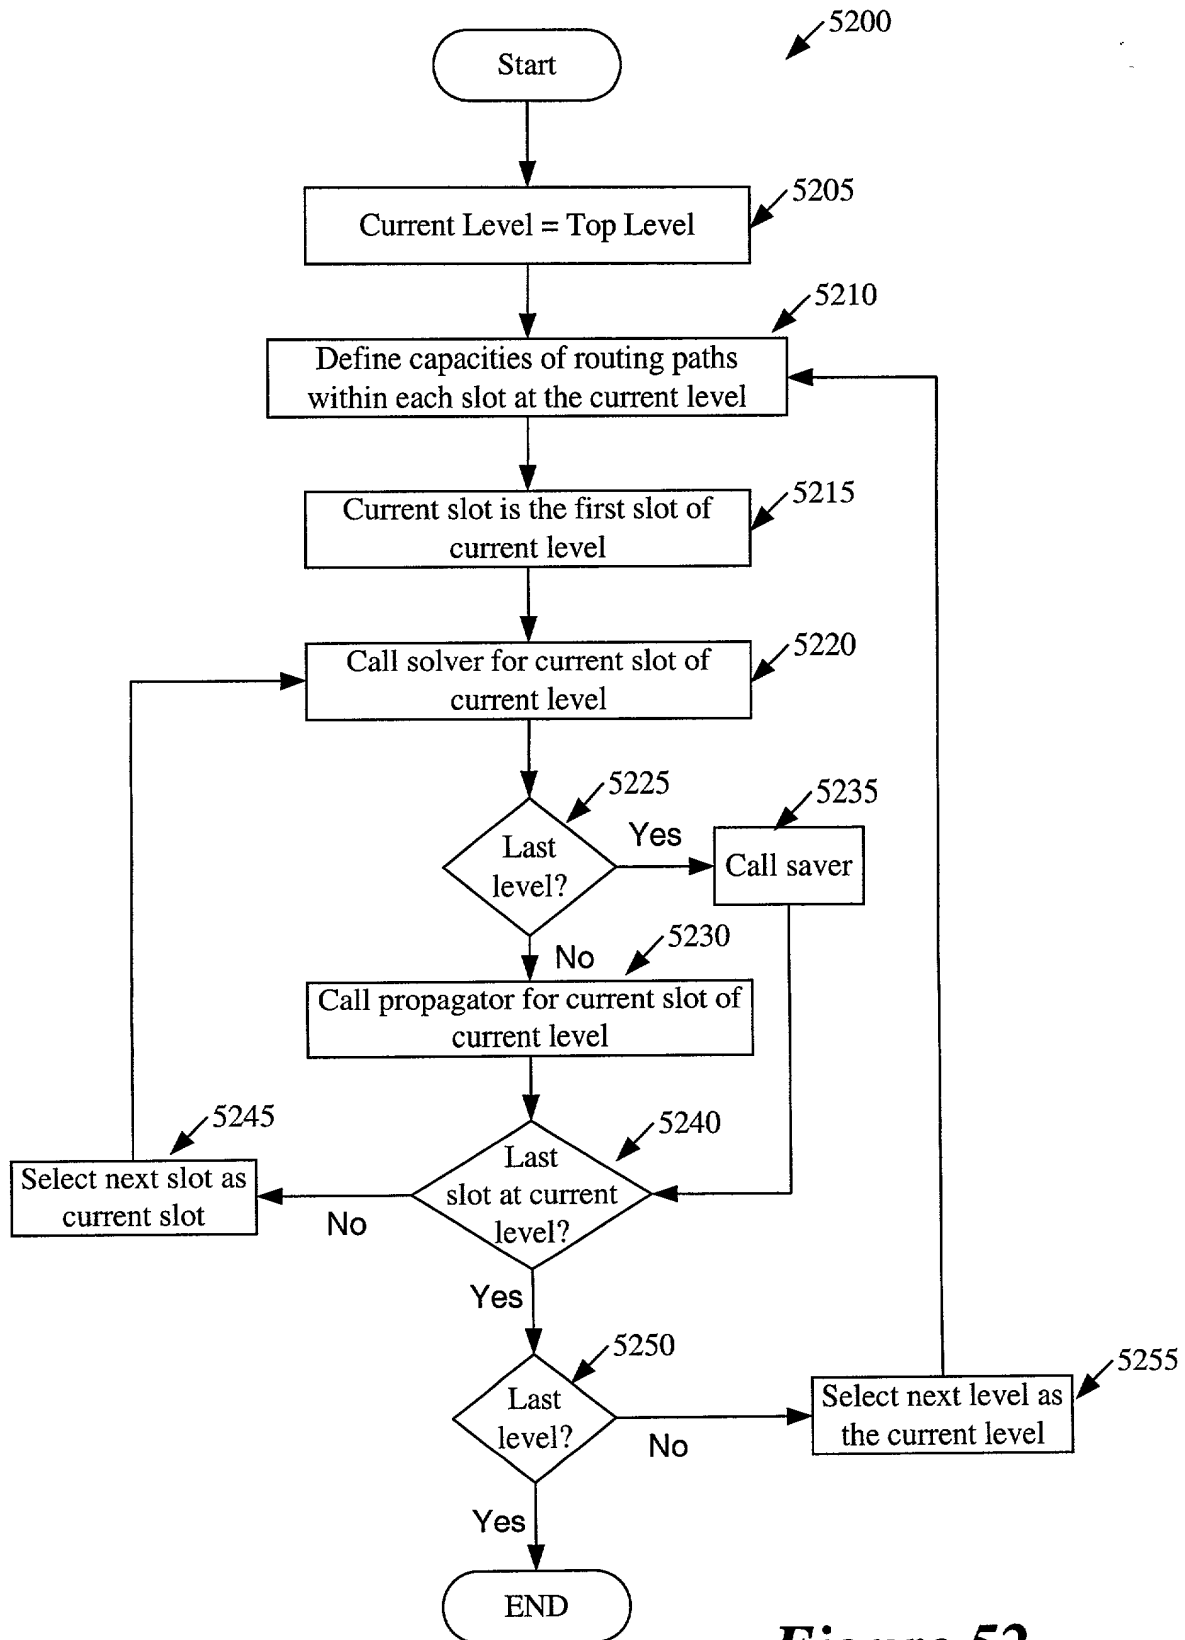 5200
Start
5205
Current Level = Top Level
5210
Define capacities of routing paths
within each slot at the current level
5215
Current slot is the first slot of
current level
5220
Call solver for current slot of
current level
5225
Last
level?
Yes
5235
Call saver
No
5230
Call propagator for current slot of
current level
5245
Select next slot as
current slot
No
5240
Last
slot at current
level?
Yes
5250
Last
level?
No
5255
Select next level as
the current level
Yes
END
Figure 52